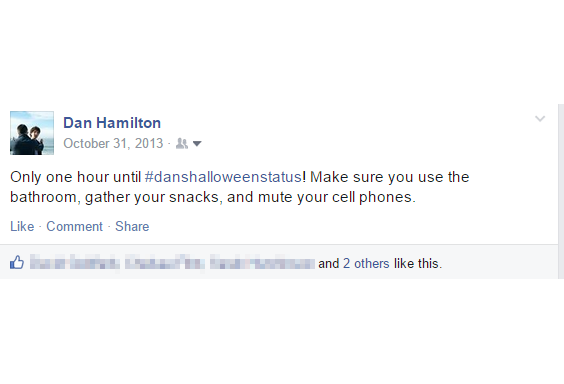 Dan Hamilton
October 31, 2013 ·
Only one hour until #danshalloweenstatus! Make sure you use the
bathroom, gather your snacks, and mute your cell phones.
Like · Comment · Share
and 2 others like this.